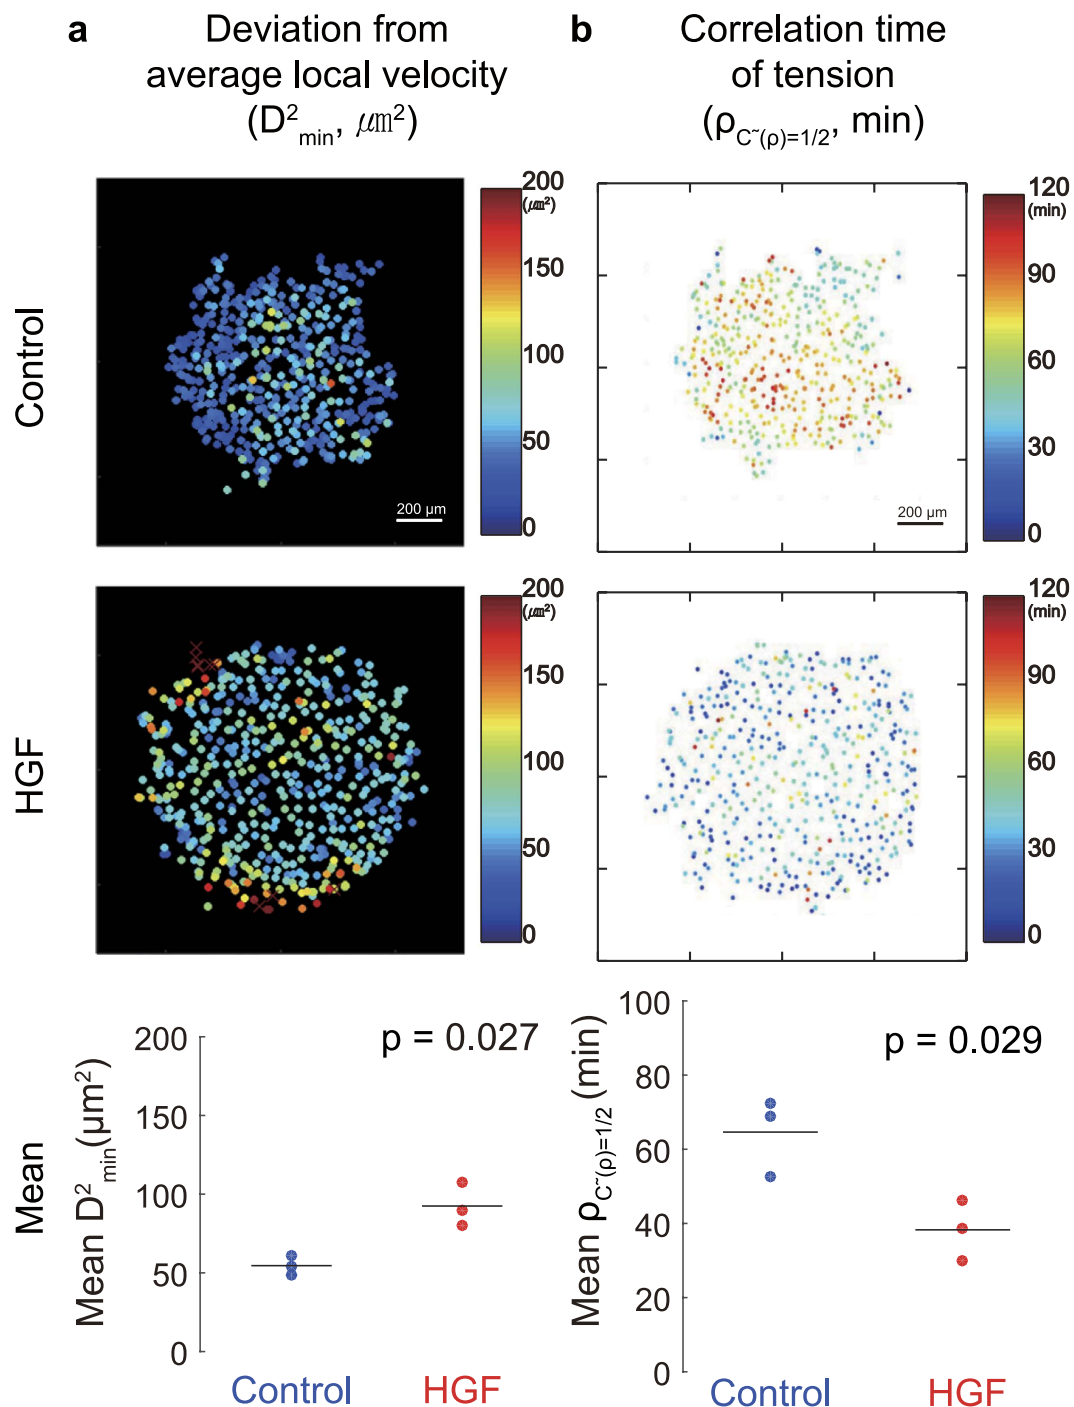 a
Deviation from
average local velocity
(D²min, μm²)
b
Correlation time
of tension
(ρC˜(ρ)=1/2, min)
Control
200
(μm²)
150
100
50
0
200 μm
120
(min)
90
60
30
0
200 μm
HGF
200
(μm²)
150
100
50
0
120
(min)
90
60
30
0
Mean
Mean D²min(μm²)
200
150
100
50
0
p = 0.027
Control
HGF
Mean ρC˜(ρ)=1/2 (min)
100
80
60
40
20
0
p = 0.029
Control
HGF